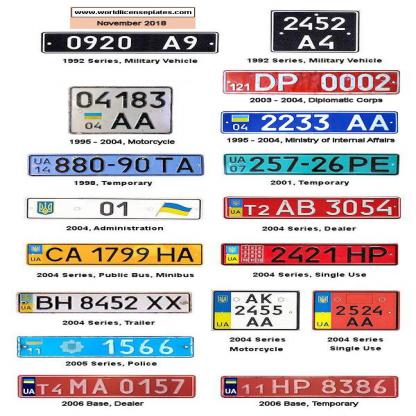 www.worldlicenseplates.com
November 2018
0920 A9
1992 Series, Military Vehicle
2452
A4
1992 Series, Military Vehicle
04183
04 AA
1995 - 2004, Motorcycle
121 DP 0002
2003 - 2004, Diplomatic Corps
04 2233 AA
1995 - 2004, Ministry of Internal Affairs
UA
14 880-90 TA
1998, Temporary
UA
07 257-26 PE
2001, Temporary
01
2004, Administration
UA T2 AB 3054
2004 Series, Dealer
UA CA 1799 HA
2004 Series, Public Bus, Minibus
UA 2421 HP
2004 Series, Single Use
UA BH 8452 XX
2004 Series, Trailer
AK
2455
UA AA
2004 Series
Motorcycle
2524
UA AA
2004 Series
Single Use
11 1566
2005 Series, Police
UA T4 MA 0157
2006 Base, Dealer
UA 11 HP 8386
2006 Base, Temporary